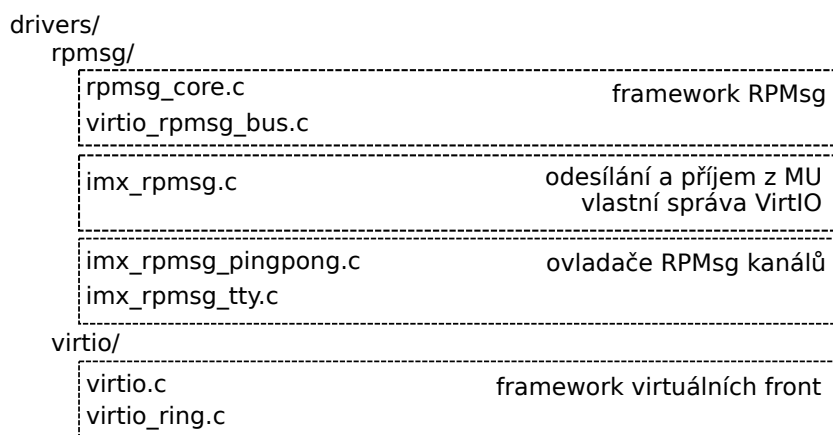 drivers/
rpmsg/
rpmsg_core.c framework RPMsg
virtio_rpmsg_bus.c
imx_rpmsg.c odesílání a příjem z MU
vlastní správa VirtIO
imx_rpmsg_pingpong.c ovladače RPMsg kanálů
imx_rpmsg_tty.c
virtio/
virtio.c framework virtuálních front
virtio_ring.c